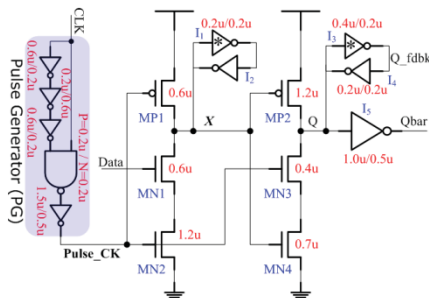 CLK
Pulse Generator (PG)
0.6u/0.2u
0.2u/0.6u
0.6u/0.2u
P=0.2u / N=0.2u
1.5u/0.5u
Pulse_CK
Data
0.2u/0.2u
I1
*
I2
0.6u
MP1
X
0.6u
MN1
1.2u
MN2
1.2u
MP2
Q
0.4u
MN3
0.7u
MN4
0.4u/0.2u
I3
*
Q_fdbk
I4
0.2u/0.2u
I5
Qbar
1.0u/0.5u